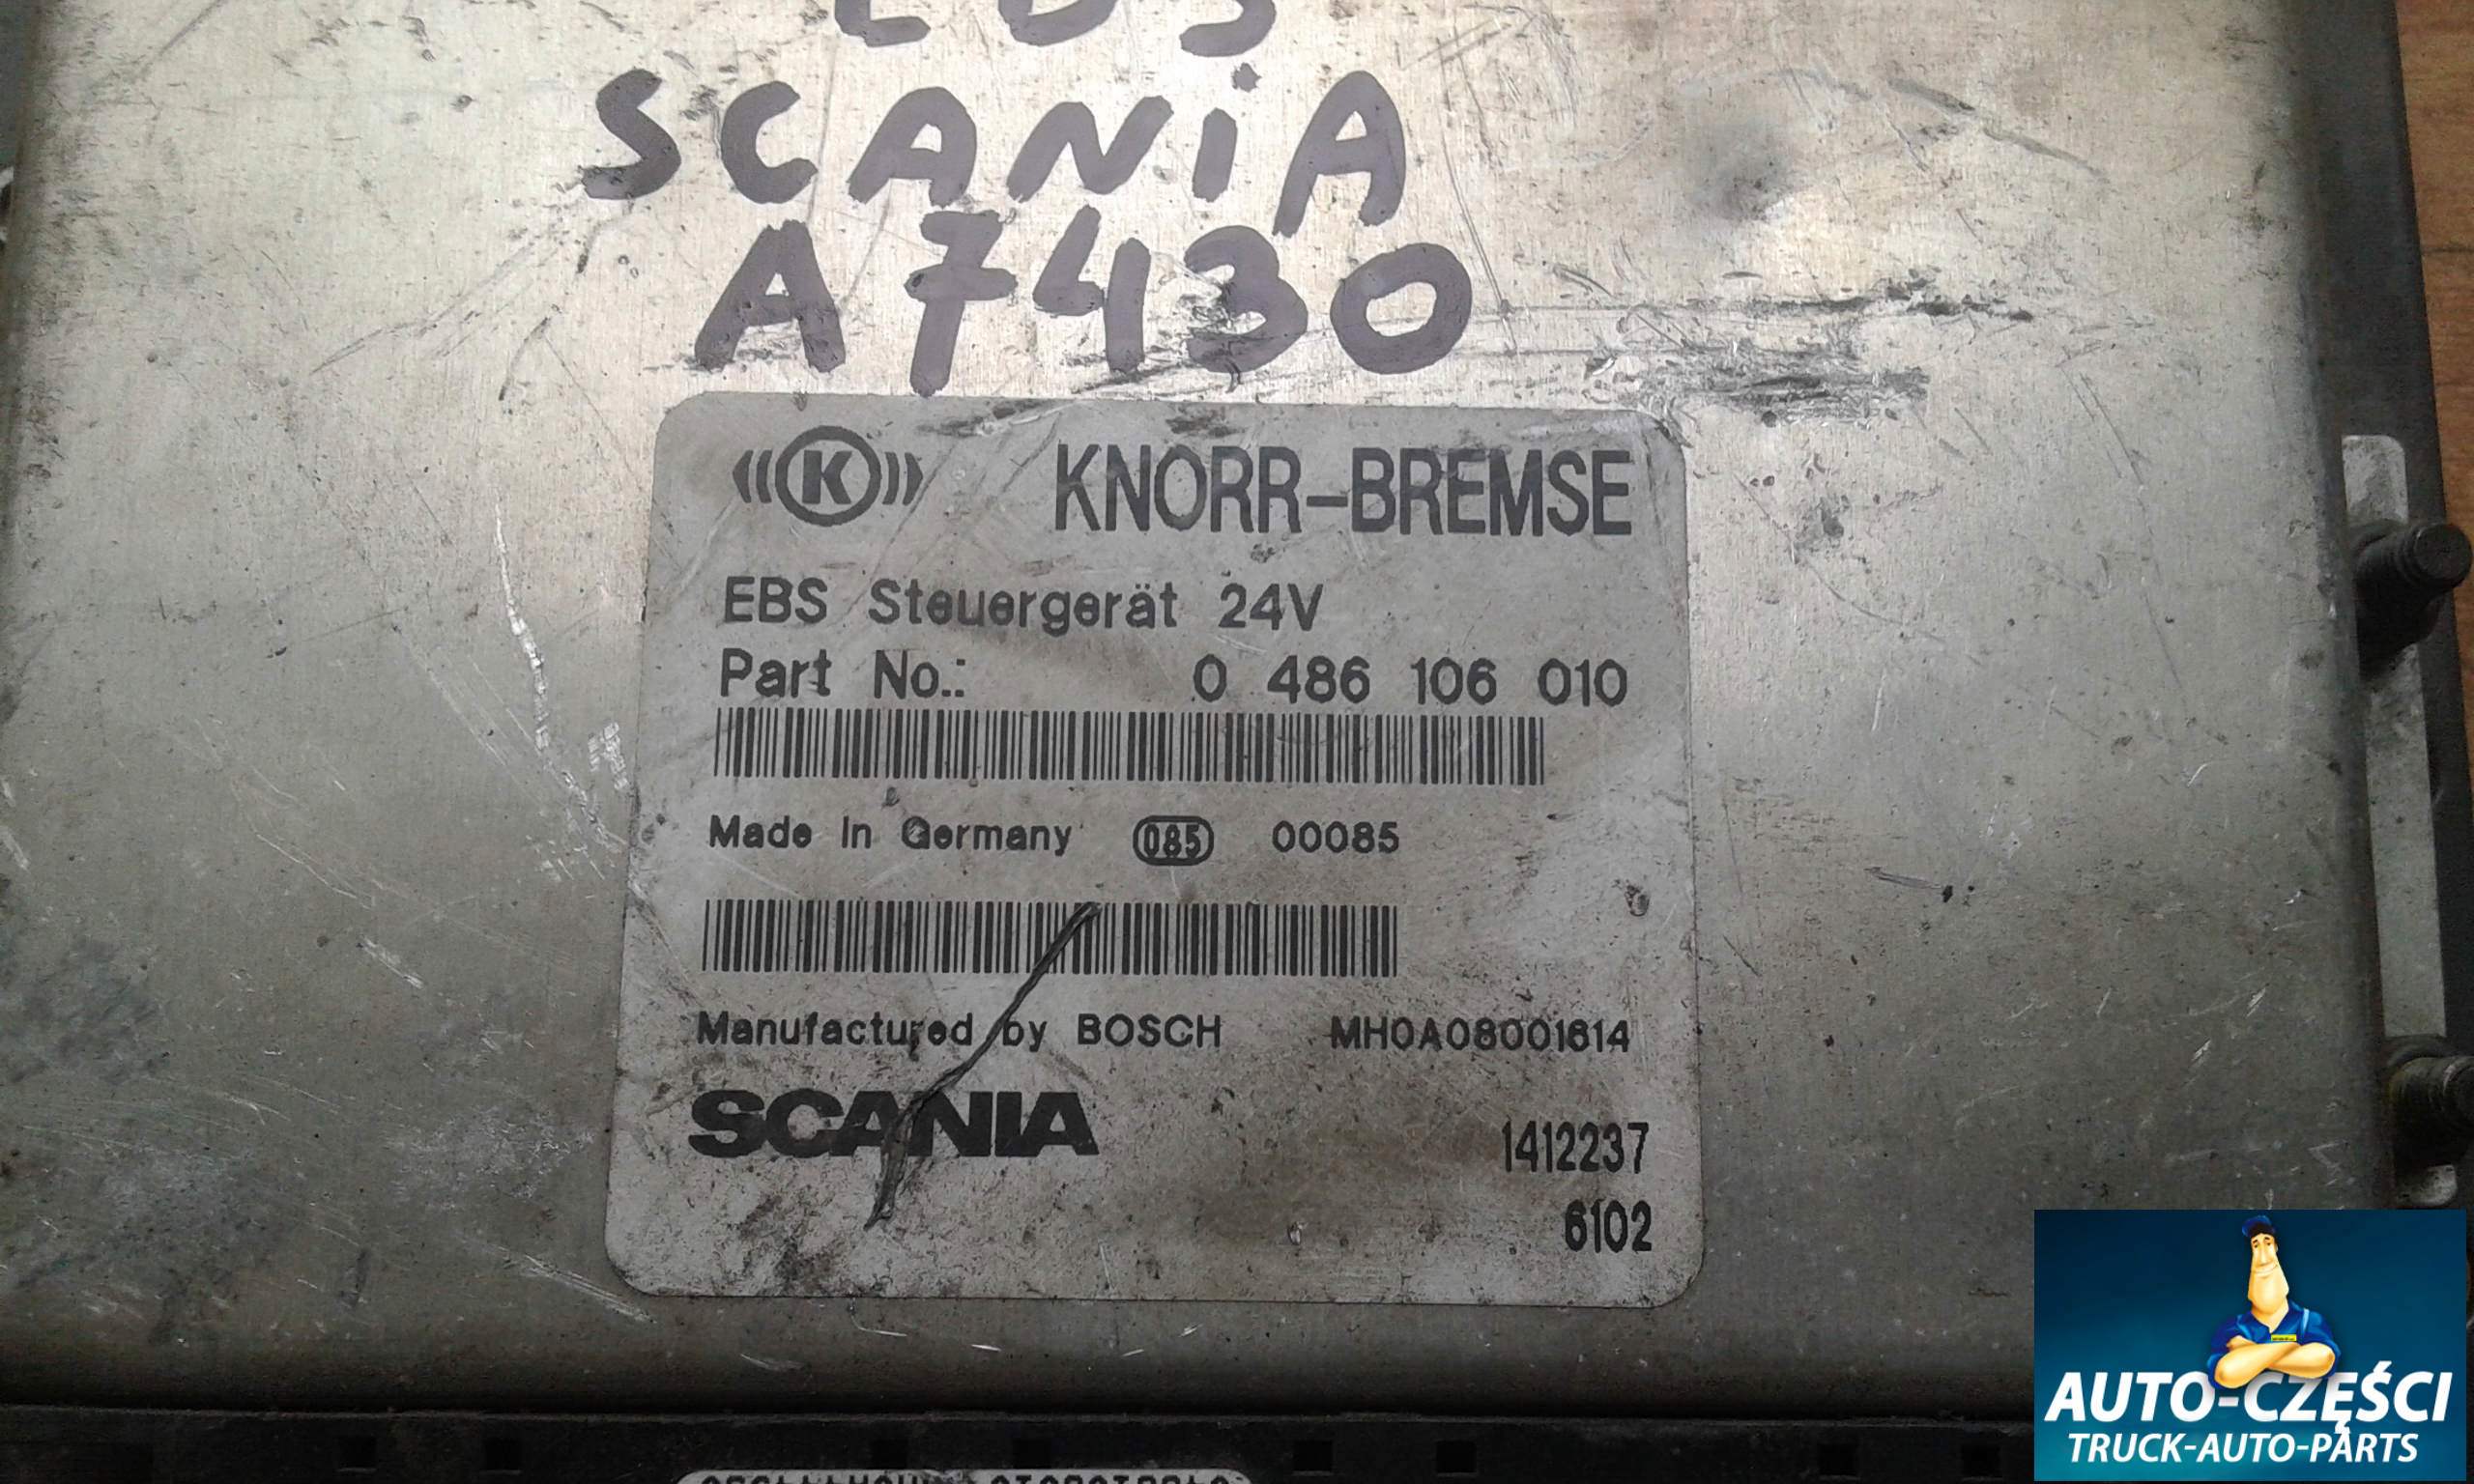 EBS
SCANIA
A7430
((K)) KNORR-BREMSE
EBS Steuergerät 24V
Part No.: 0 486 106 010
Made In Germany 085 00085
Manufactured by BOSCH MH0A08001614
SCANIA 1412237
6102
AUTO-CZĘŚCI
TRUCK-AUTO-PARTS